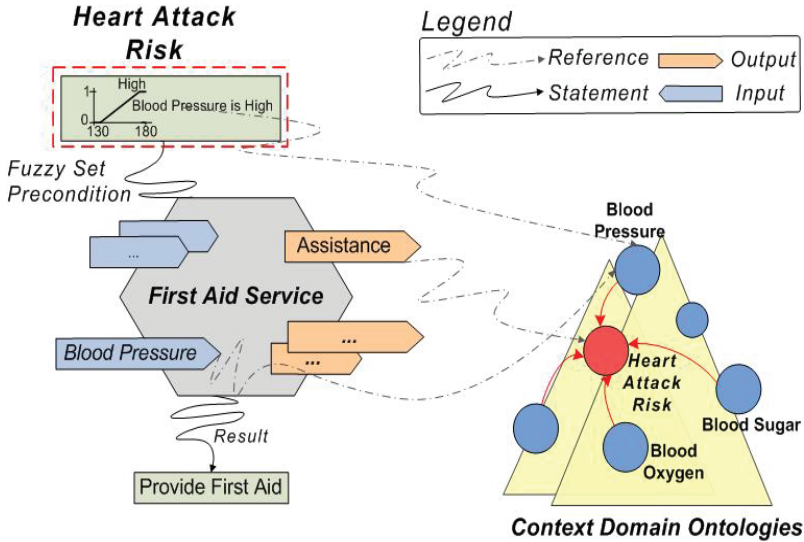 Heart Attack
Risk
High
1
Blood Pressure is High
0
130 180
Fuzzy Set
Precondition
Legend
Reference
Output
Statement
Input
...
Assistance
First Aid Service
Blood Pressure
...
...
Result
Provide First Aid
Blood
Pressure
Heart
Attack
Risk
Blood Sugar
Blood
Oxygen
Context Domain Ontologies